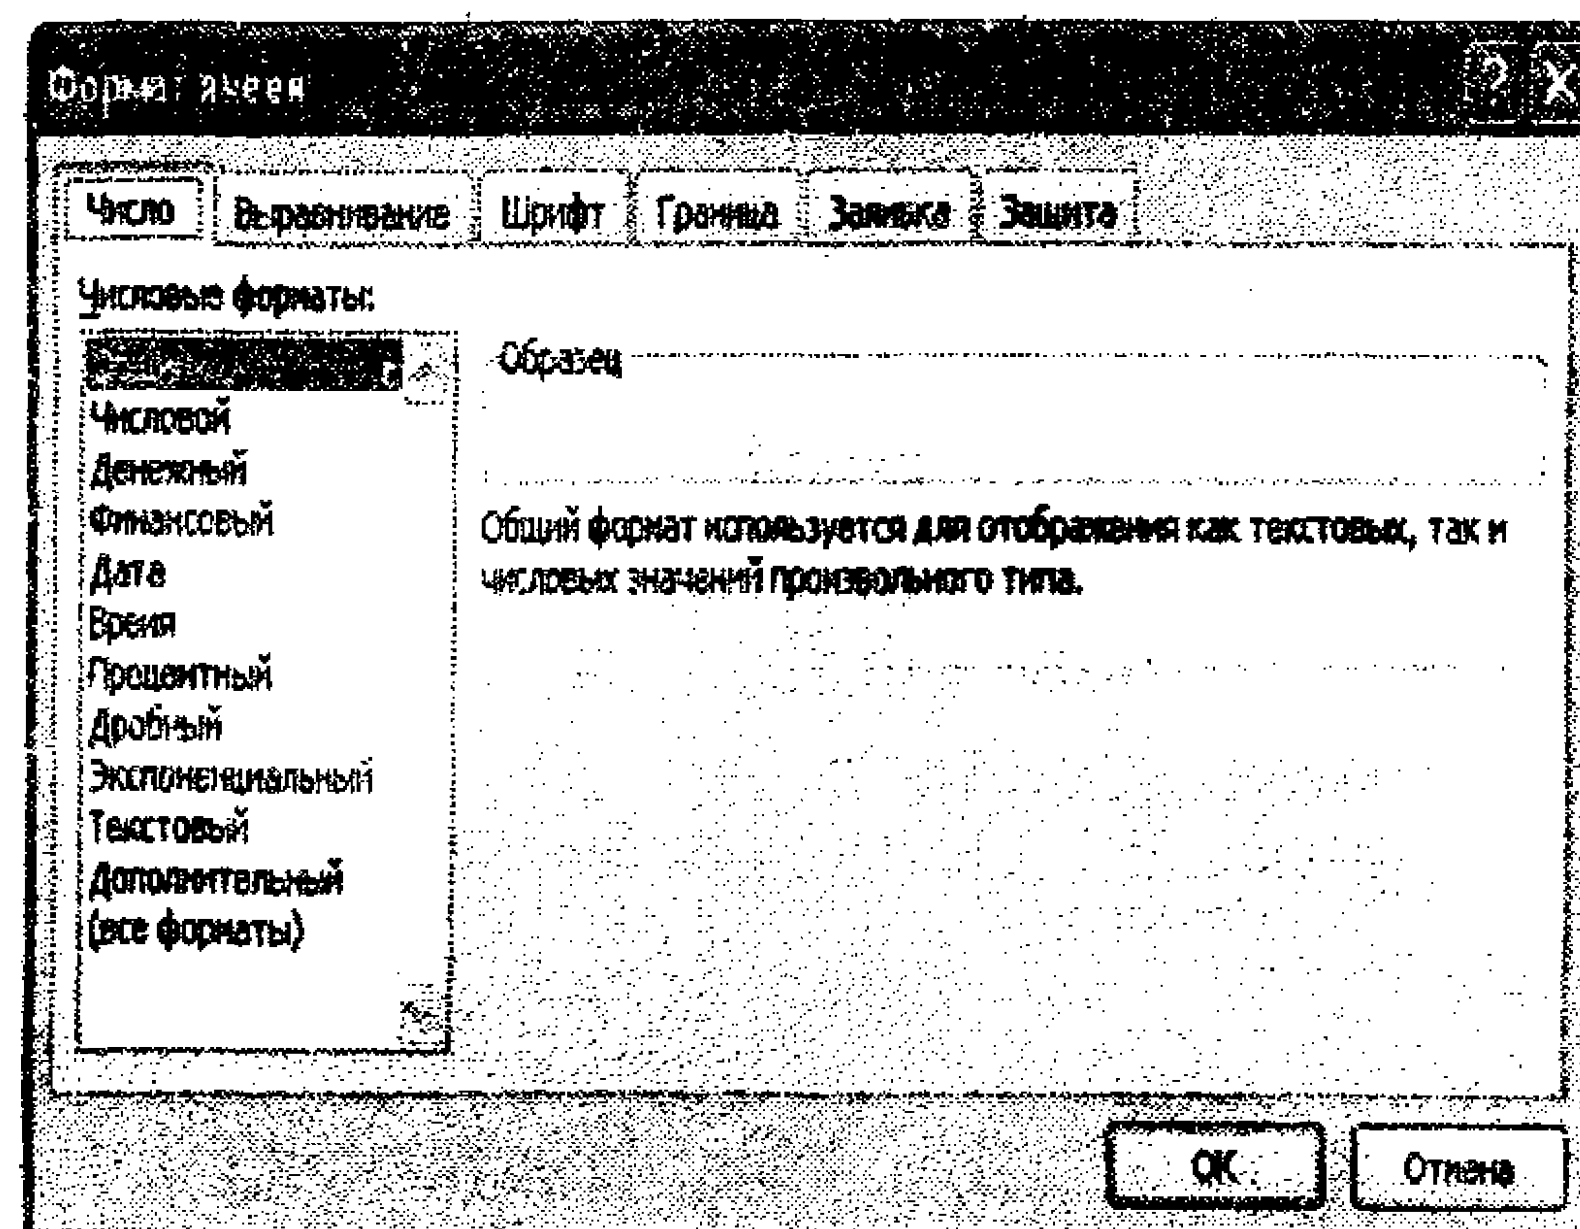 Формат ячеек
Число Выравнивание Шрифт Граница Заливка Защита
Числовые форматы:
Образец
Числовой
Денежный
Финансовый
Дата
Время
Процентный
Дробный
Экспоненциальный
Текстовый
Дополнительный
(все форматы)
Общий формат используется для отображения как текстовых, так и
числовых значений произвольного типа.
OK Отмена